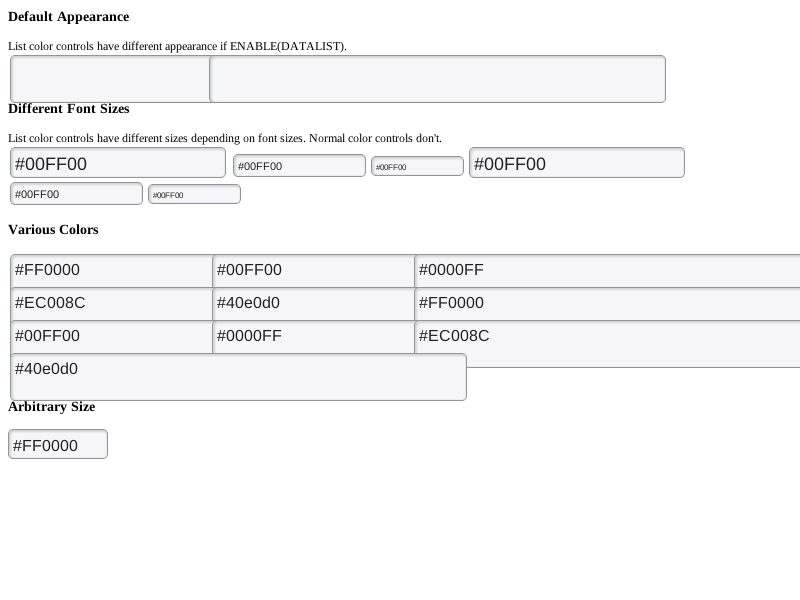 Default Appearance
List color controls have different appearance if ENABLE(DATALIST).
Different Font Sizes
List color controls have different sizes depending on font sizes. Normal color controls don't.
#00FF00 #00FF00 #00FF00 #00FF00
#00FF00 #00FF00
Various Colors
#FF0000 #00FF00 #0000FF
#EC008C #40e0d0 #FF0000
#00FF00 #0000FF #EC008C
#40e0d0
Arbitrary Size
#FF0000